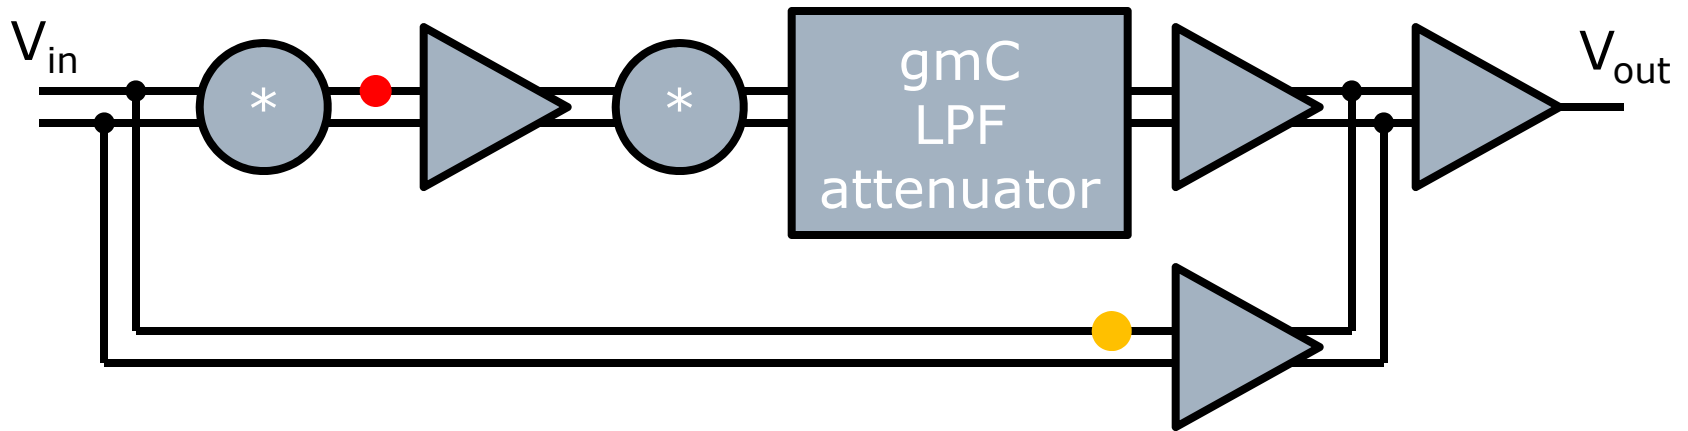 Vin
*
*
gmC
LPF
attenuator
Vout